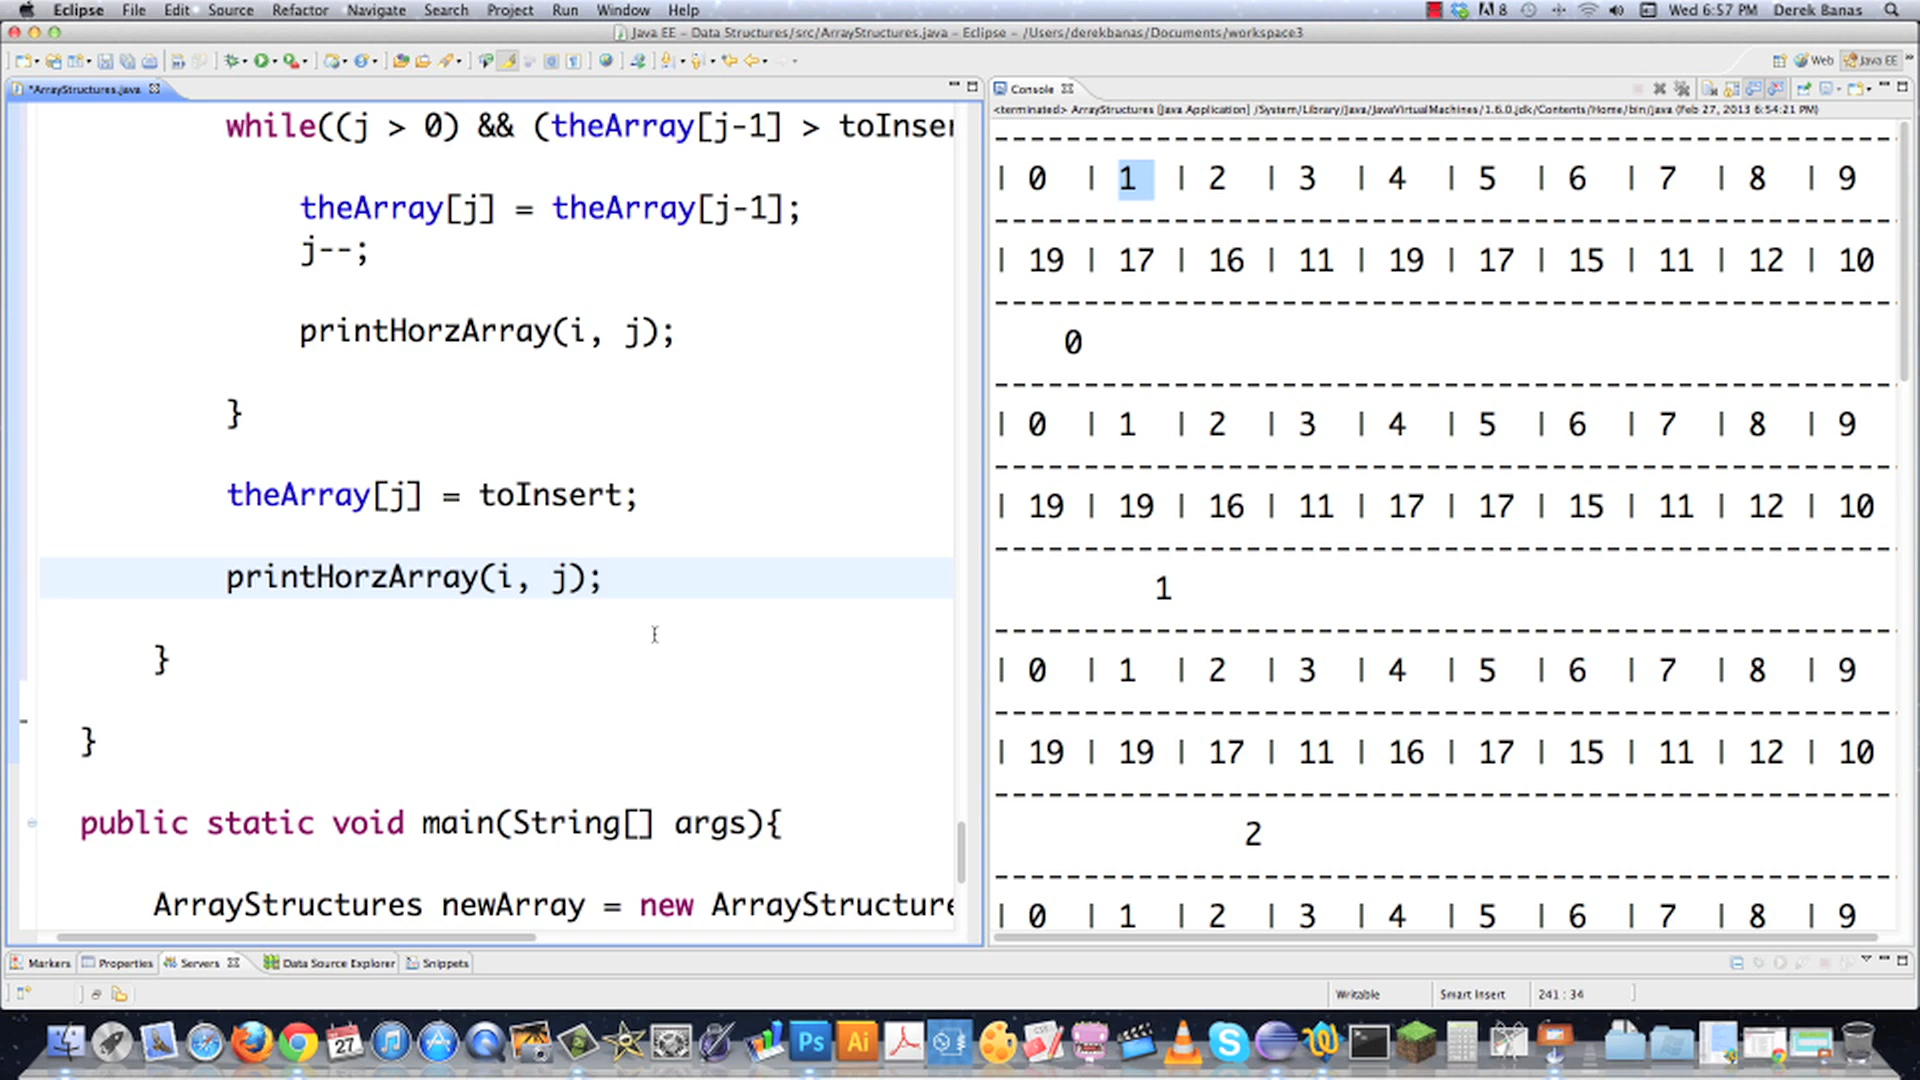 Eclipse File Edit Source Refactor Navigate Search Project Run Window Help 8 Wed 6:57 PM Derek Banas
Java EE – Data Structures/src/ArrayStructures.java – Eclipse – /Users/derekbanas/Documents/workspace3
Web Java EE
*ArrayStructures.java
while((j > 0) && (theArray[j-1] > toInser
theArray[j] = theArray[j-1];
j--;
printHorzArray(i, j);
}
theArray[j] = toInsert;
printHorzArray(i, j);
}
}
public static void main(String[] args){
ArrayStructures newArray = new ArrayStructure
Console
<terminated> ArrayStructures [Java Application] /System/Library/Java/JavaVirtualMachines/1.6.0.jdk/Contents/Home/bin/java (Feb 27, 2013 6:54:21 PM)
---------------------------------------------------
| 0 | 1 | 2 | 3 | 4 | 5 | 6 | 7 | 8 | 9
---------------------------------------------------
| 19 | 17 | 16 | 11 | 19 | 17 | 15 | 11 | 12 | 10
---------------------------------------------------
0
---------------------------------------------------
| 0 | 1 | 2 | 3 | 4 | 5 | 6 | 7 | 8 | 9
---------------------------------------------------
| 19 | 19 | 16 | 11 | 17 | 17 | 15 | 11 | 12 | 10
---------------------------------------------------
1
---------------------------------------------------
| 0 | 1 | 2 | 3 | 4 | 5 | 6 | 7 | 8 | 9
---------------------------------------------------
| 19 | 19 | 17 | 11 | 16 | 17 | 15 | 11 | 12 | 10
---------------------------------------------------
2
---------------------------------------------------
| 0 | 1 | 2 | 3 | 4 | 5 | 6 | 7 | 8 | 9
Markers Properties Servers Data Source Explorer Snippets
Writable Smart Insert 241 : 34
27 Ps Ai